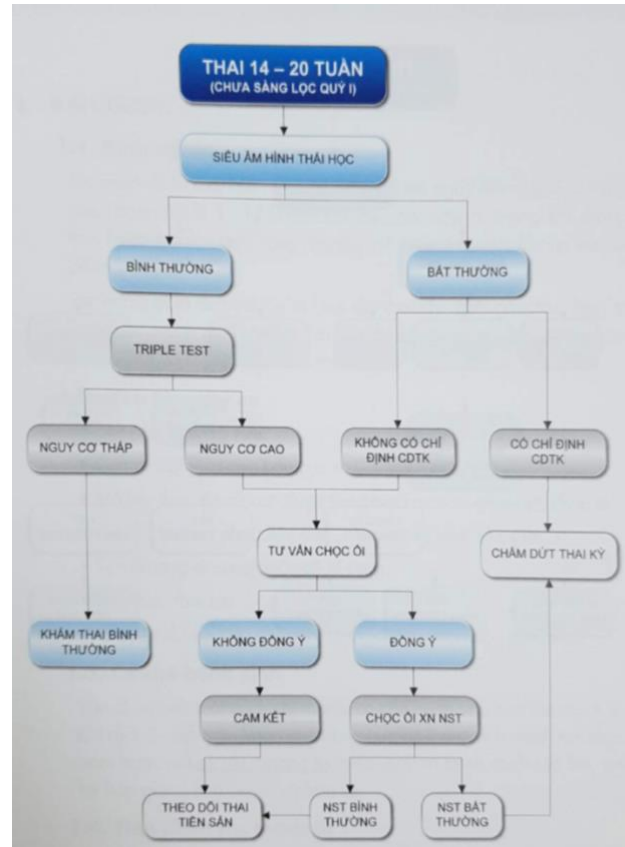 THAI 14 – 20 TUẦN
(CHƯA SÀNG LỌC QUÝ I)
SIÊU ÂM HÌNH THÁI HỌC
BÌNH THƯỜNG
BẤT THƯỜNG
TRIPLE TEST
NGUY CƠ THẤP
NGUY CƠ CAO
KHÔNG CÓ CHỈ
ĐỊNH CDTK
CÓ CHỈ ĐỊNH
CDTK
TƯ VẤN CHỌC ỐI
CHẤM DỨT THAI KỲ
KHÁM THAI BÌNH
THƯỜNG
KHÔNG ĐỒNG Ý
ĐỒNG Ý
CAM KẾT
CHỌC ỐI XN NST
THEO DÕI THAI
TIỀN SẢN
NST BÌNH
THƯỜNG
NST BẤT
THƯỜNG